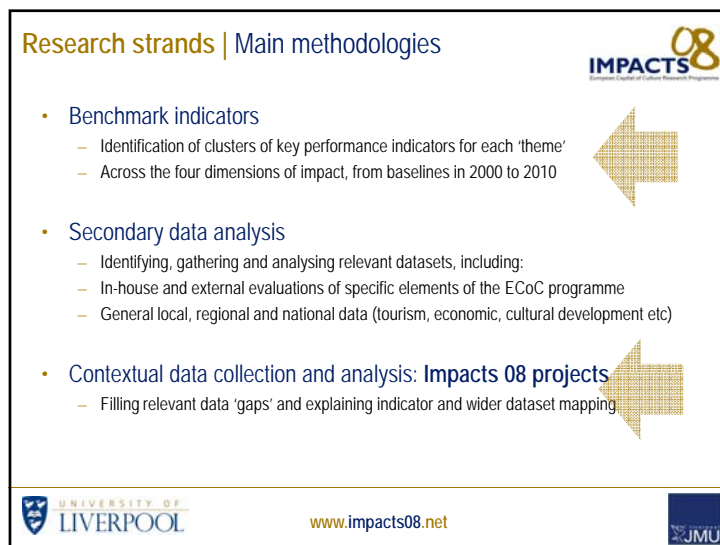 Research strands | Main methodologies
IMPACTS 08
European Capital of Culture Research Programme
• Benchmark indicators
– Identification of clusters of key performance indicators for each 'theme'
– Across the four dimensions of impact, from baselines in 2000 to 2010
• Secondary data analysis
– Identifying, gathering and analysing relevant datasets, including:
– In-house and external evaluations of specific elements of the ECoC programme
– General local, regional and national data (tourism, economic, cultural development etc)
• Contextual data collection and analysis: Impacts 08 projects
– Filling relevant data 'gaps' and explaining indicator and wider dataset mapping
UNIVERSITY OF
LIVERPOOL
www.impacts08.net
JMU